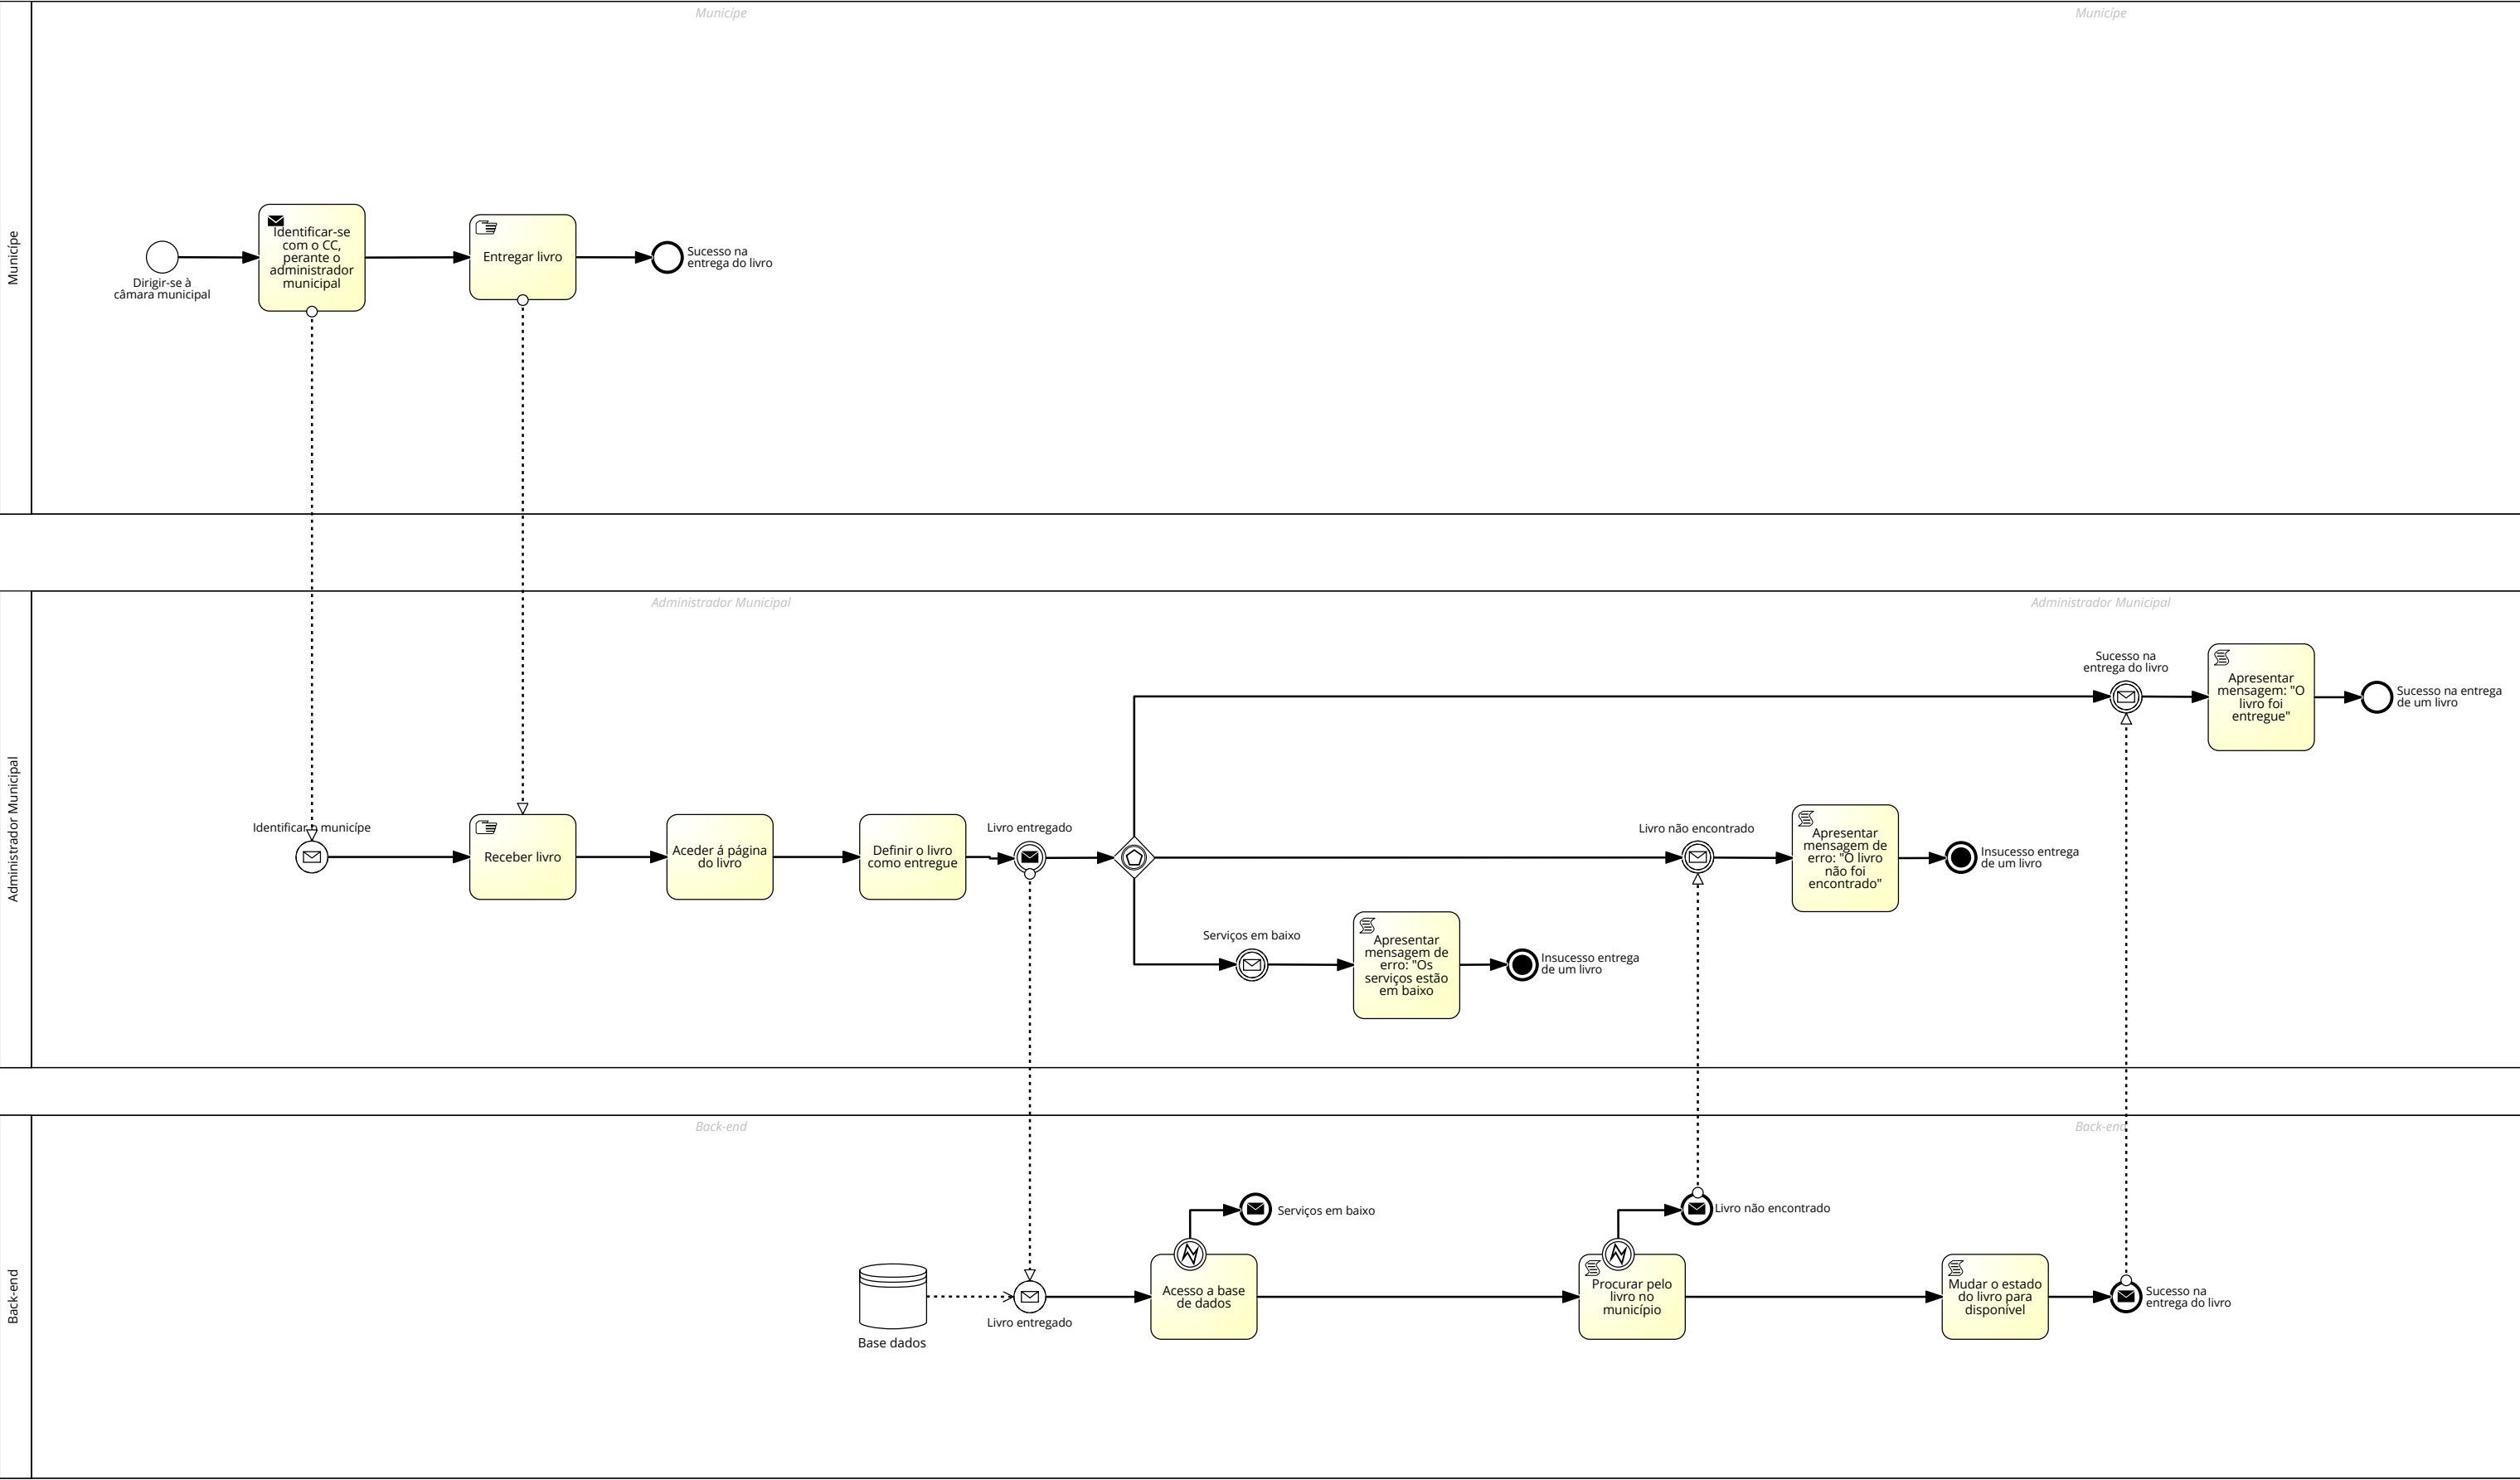 Municípe
Municípe
Municípe
Dirigir-se à
câmara municipal
Identificar-se
com o CC,
perante o
administrador
municipal
Entregar livro
Sucesso na
entrega do livro
Administrador Municipal
Administrador Municipal
Administrador Municipal
Identificar o municípe
Receber livro
Aceder á página
do livro
Definir o livro
como entregue
Livro entregado
Sucesso na
entrega do livro
Apresentar
mensagem: "O
livro foi
entregue"
Sucesso na entrega
de um livro
Livro não encontrado
Apresentar
mensagem de
erro: "O livro
não foi
encontrado"
Insucesso entrega
de um livro
Serviços em baixo
Apresentar
mensagem de
erro: "Os
serviços estão
em baixo
Insucesso entrega
de um livro
Back-end
Back-end
Back-end
Base dados
Livro entregado
Acesso a base
de dados
Serviços em baixo
Procurar pelo
livro no
município
Livro não encontrado
Mudar o estado
do livro para
disponível
Sucesso na
entrega do livro